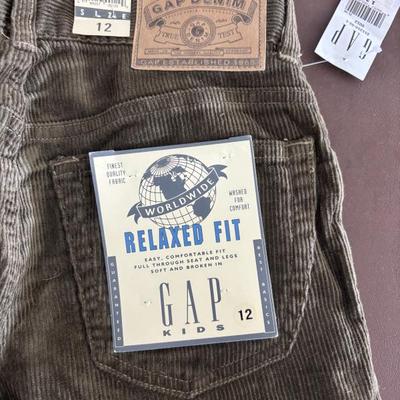 S L 24 E
12
GAP DENIM
TRUE TEST
GAP ESTABLISHED 1969
GAP
FINEST
QUALITY
FABRIC
WASHED
FOR
COMFORT
WORLDWIDE
RELAXED FIT
EASY, COMFORTABLE FIT
FULL THROUGH SEAT AND LEGS
SOFT AND BROKEN IN
GUARANTEED
BEST BASICS
GAP
KIDS
12